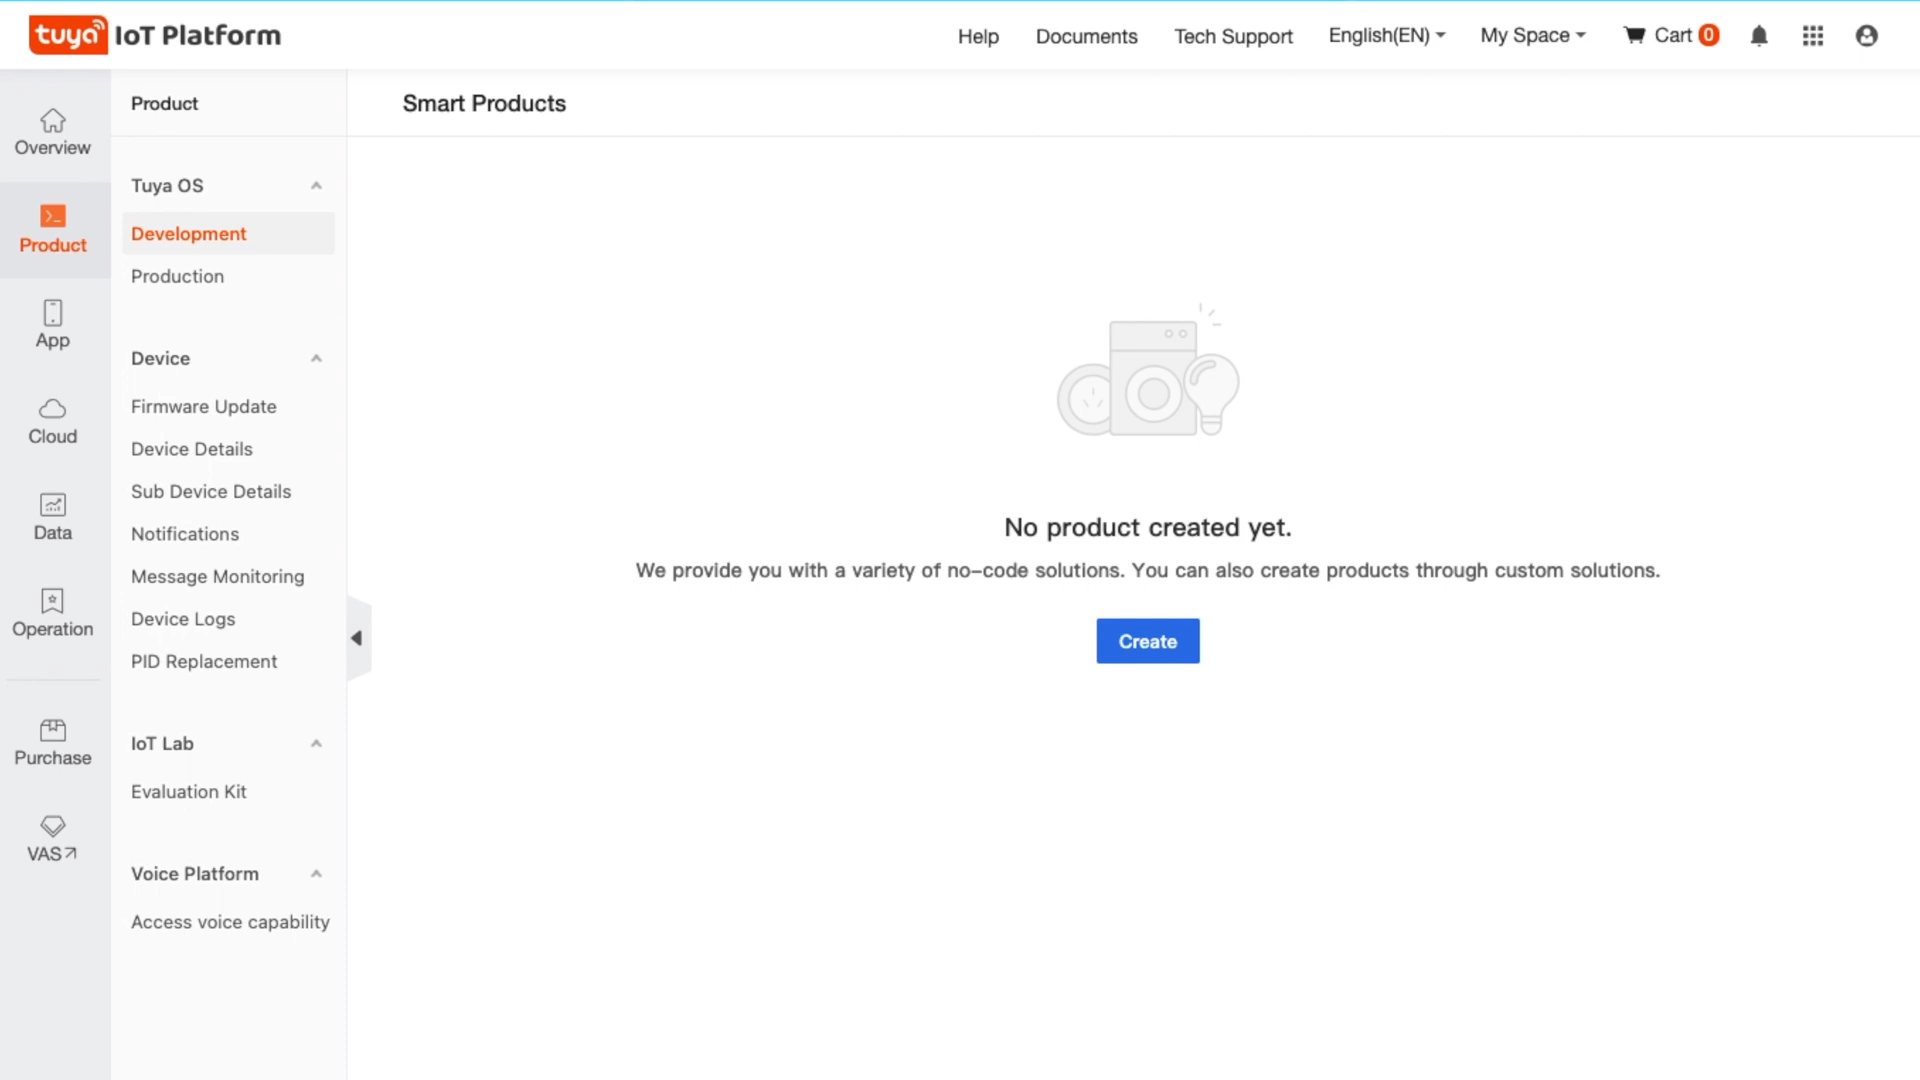 tuya IoT Platform
Help
Documents
Tech Support
English(EN)
My Space
Cart 0
Overview
Product
App
Cloud
Data
Operation
Purchase
VAS
Product
Tuya OS
Development
Production
Device
Firmware Update
Device Details
Sub Device Details
Notifications
Message Monitoring
Device Logs
PID Replacement
IoT Lab
Evaluation Kit
Voice Platform
Access voice capability
Smart Products
No product created yet.
We provide you with a variety of no-code solutions. You can also create products through custom solutions.
Create